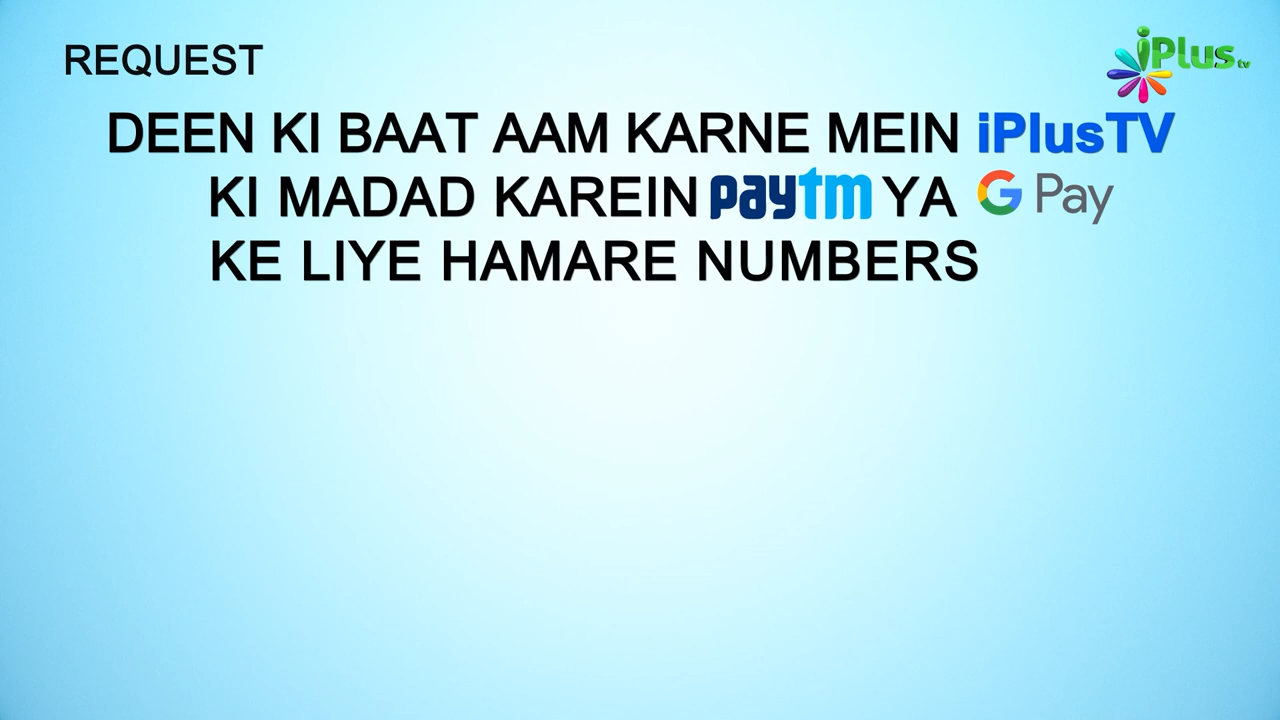 REQUEST
iPlus tv
DEEN KI BAAT AAM KARNE MEIN iPlusTV
KI MADAD KAREIN paytm YA G Pay
KE LIYE HAMARE NUMBERS